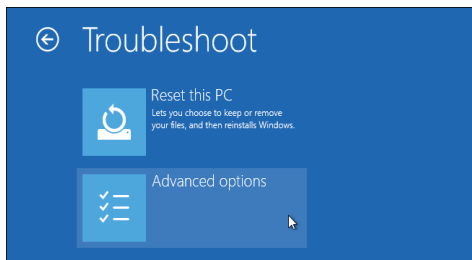 Troubleshoot
Reset this PC
Lets you choose to keep or remove
your files, and then reinstalls Windows.
Advanced options